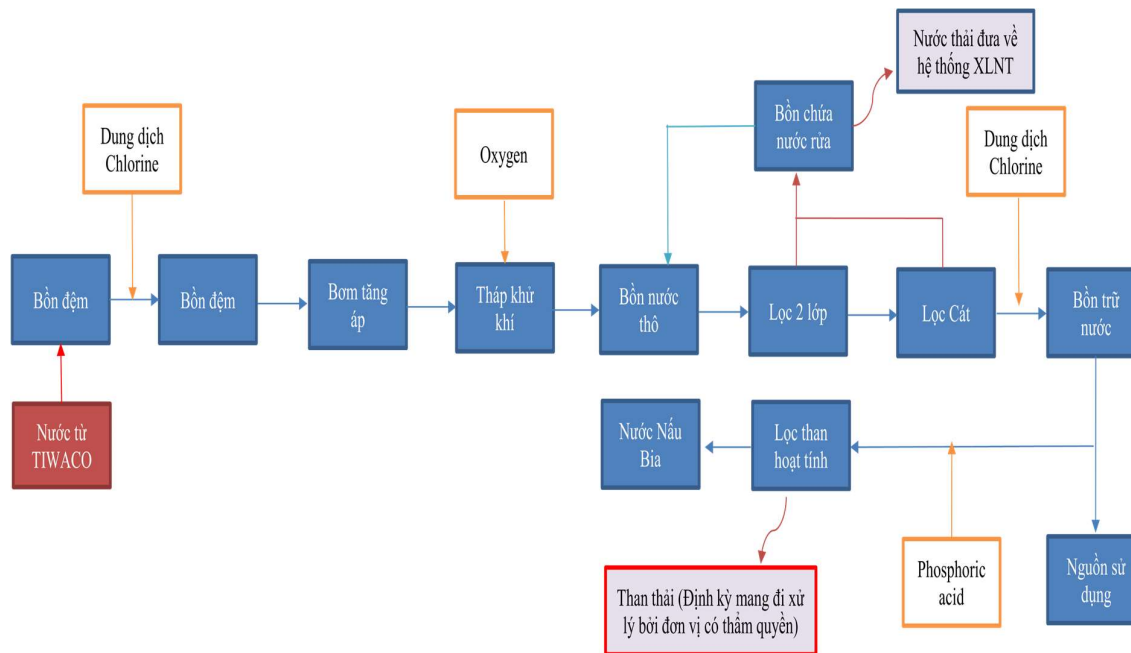 Nước thải đưa về
hệ thống XLNT
Dung dịch
Chlorine
Oxygen
Bồn chứa
nước rửa
Dung dịch
Chlorine
Bồn đệm
Bồn đệm
Bơm tăng
áp
Tháp khử
khí
Bồn nước
thô
Lọc 2 lớp
Lọc Cát
Bồn trữ
nước
Nước từ
TIWACO
Nước Nấu
Bia
Lọc than
hoạt tính
Than thải (Định kỳ mang đi xử
lý bởi đơn vị có thẩm quyền)
Phosphoric
acid
Nguồn sử
dụng